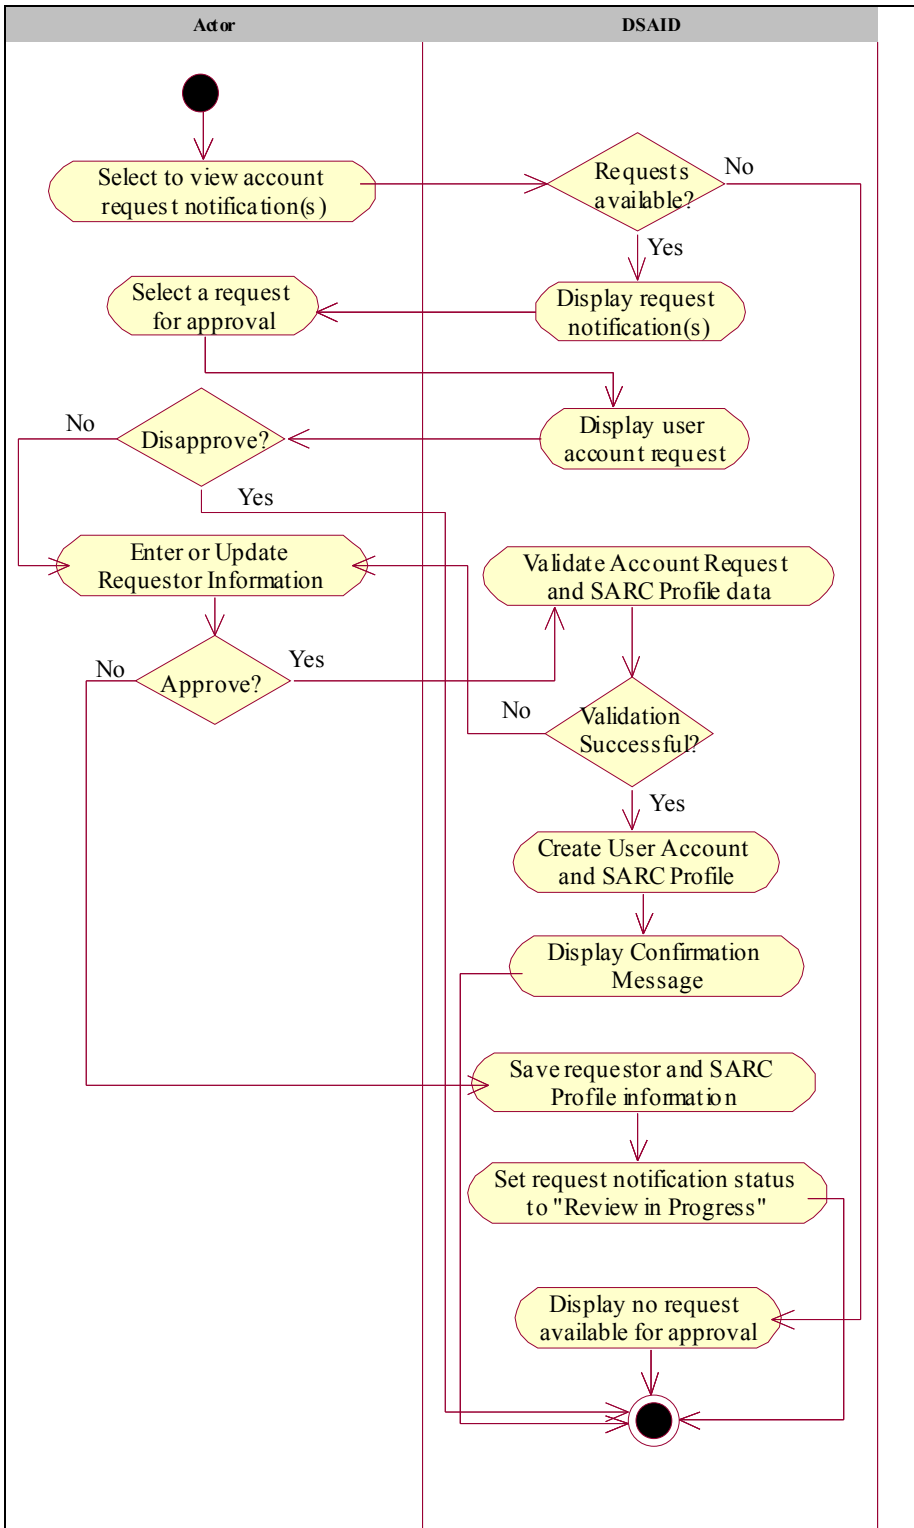 Actor
DSAID
Select to view account
request notification(s)
Requests
available?
No
Yes
Select a request
for approval
Display request
notification(s)
No
Disapprove?
Display user
account request
Yes
Enter or Update
Requestor Information
Validate Account Request
and SARC Profile data
No
Approve?
Yes
No
Validation
Successful?
Yes
Create User Account
and SARC Profile
Display Confirmation
Message
Save requestor and SARC
Profile information
Set request notification status
to "Review in Progress"
Display no request
available for approval